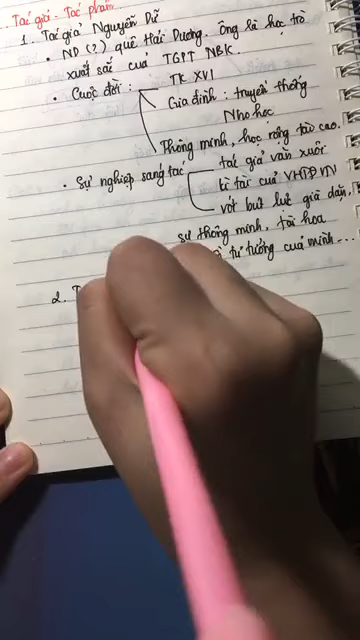 Tác giả - Tác phẩm
1. Tác giả Nguyễn Dữ
• ND (?) quê Hải Dương. Ông là học trò
xuất sắc của TGPT NBK.
• Cuộc đời : TK XVI
Gia đình : truyền thống
Nho học
Thông minh, học rộng tài cao.
• Sự nghiệp sáng tác tác giả văn xuôi
kì tài của VHTĐVN
với bút lực già dặn,
sự thông minh, tài hoa
tư tưởng của mình...
2. T